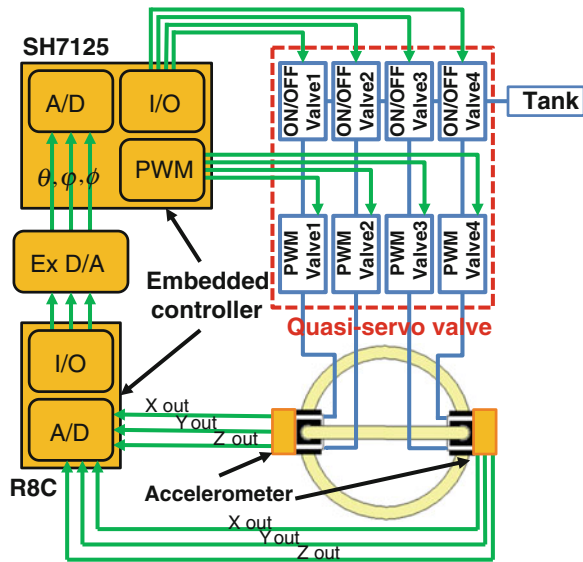 SH7125
A/D
I/O
PWM
θ, φ, ϕ
Ex D/A
Embedded
controller
I/O
A/D
R8C
ON/OFF
Valve1
ON/OFF
Valve2
ON/OFF
Valve3
ON/OFF
Valve4
Tank
PWM
Valve1
PWM
Valve2
PWM
Valve3
PWM
Valve4
Quasi-servo valve
X out
Y out
Z out
Accelerometer
X out
Y out
Z out